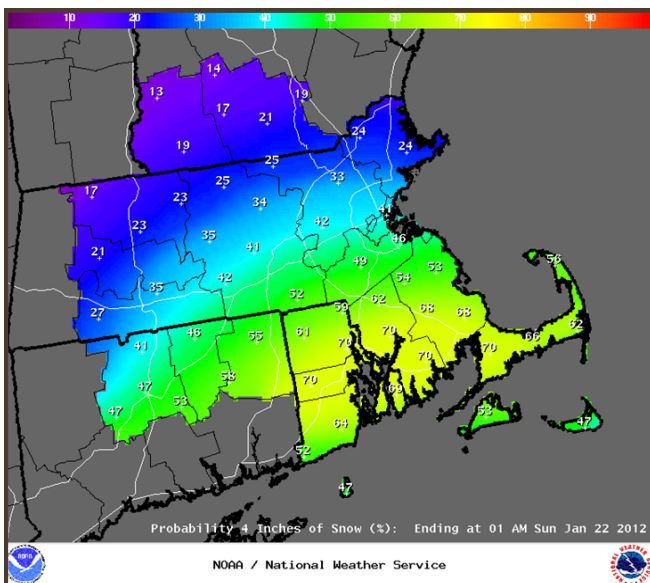 10 20 30 40 50 60 70 80 90
14
13 19
17
21
19 24 24
25
17 25 33
23 34
23 42 41
35 46
21 41 49 53
42 54 56
35
27 52 59 62 68 68 62
46 55 61 70 66
41 70 70 70
47 58 70 69
53
47 64 53 47
52
47
Probability 4 Inches of Snow (%): Ending at 01 AM Sun Jan 22 2012
NOAA / National Weather Service
NOAA